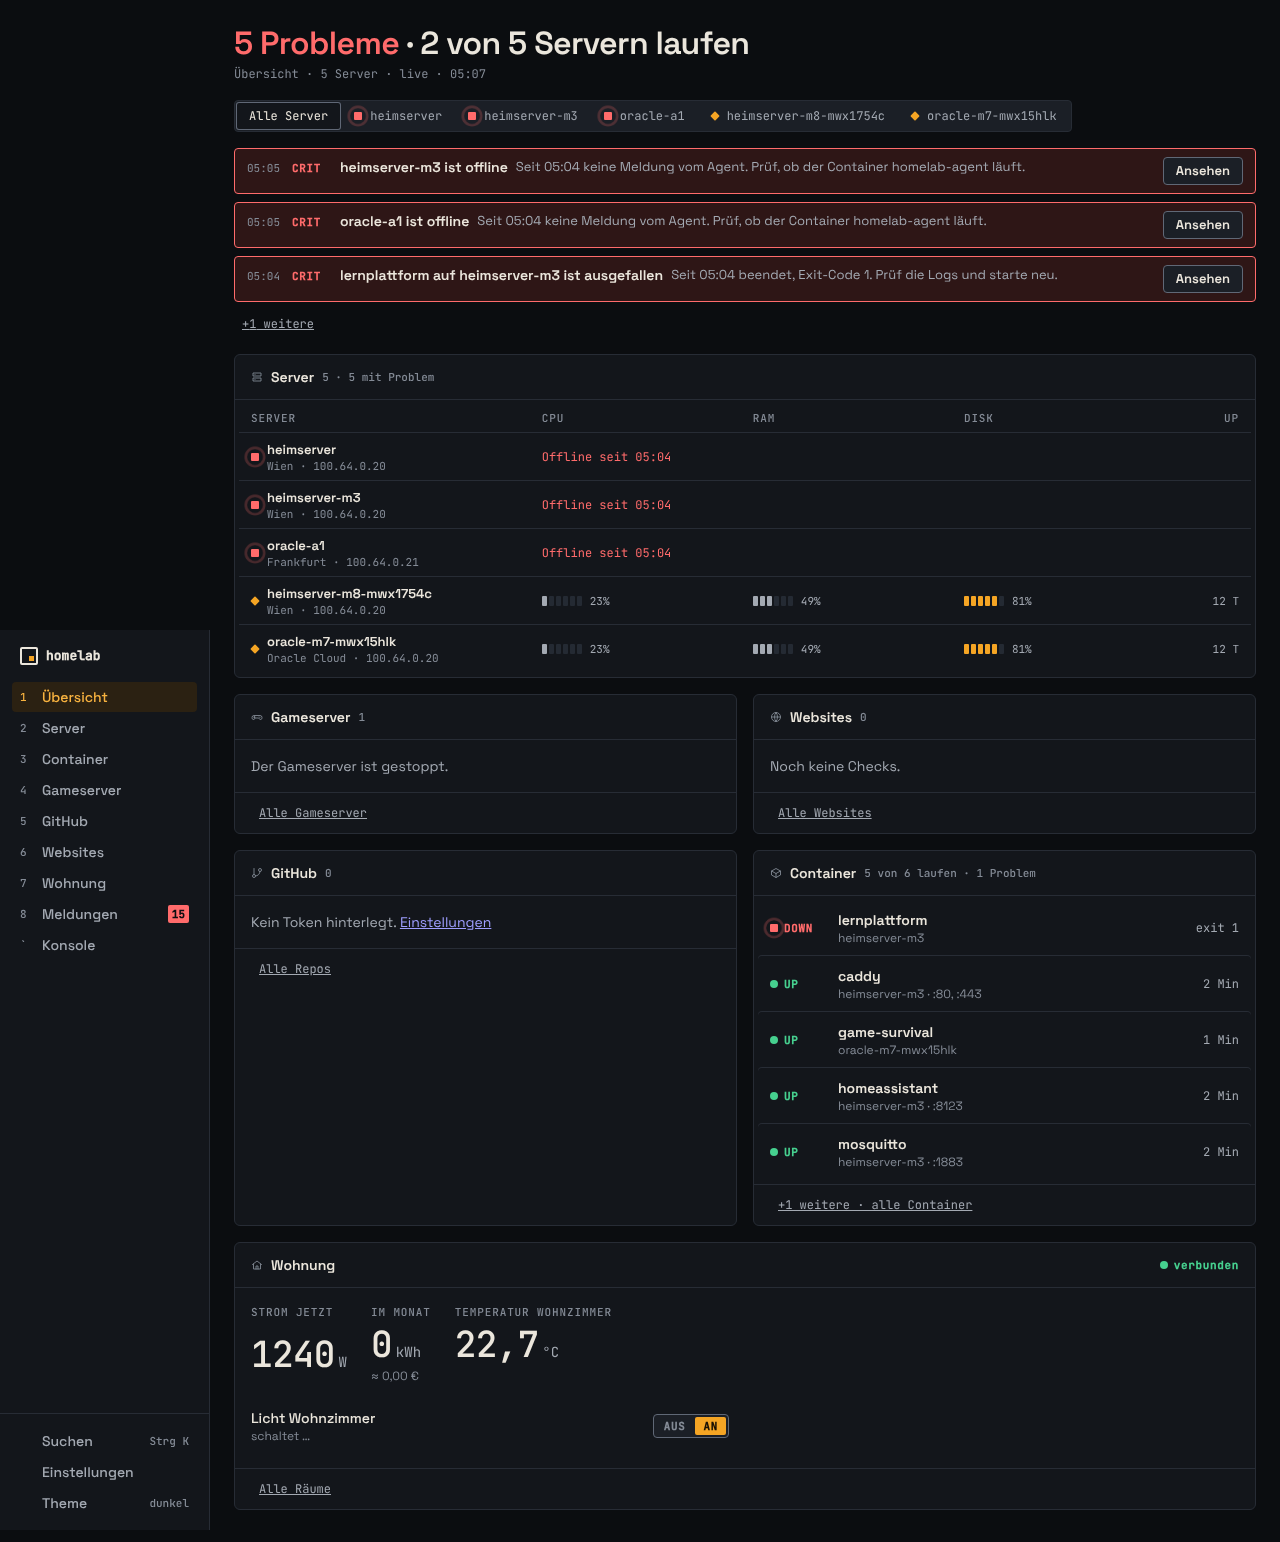 5 Probleme · 2 von 5 Servern laufen
Übersicht · 5 Server · live · 05:07
Alle Server heimserver heimserver-m3 oracle-a1 heimserver-m8-mwx1754c oracle-m7-mwx15hlk
05:05 CRIT heimserver-m3 ist offline Seit 05:04 keine Meldung vom Agent. Prüf, ob der Container homelab-agent läuft. Ansehen
05:05 CRIT oracle-a1 ist offline Seit 05:04 keine Meldung vom Agent. Prüf, ob der Container homelab-agent läuft. Ansehen
05:04 CRIT lernplattform auf heimserver-m3 ist ausgefallen Seit 05:04 beendet, Exit-Code 1. Prüf die Logs und starte neu. Ansehen
+1 weitere
Server 5 · 5 mit Problem
SERVER CPU RAM DISK UP
heimserver
Wien · 100.64.0.20
Offline seit 05:04
heimserver-m3
Wien · 100.64.0.20
Offline seit 05:04
oracle-a1
Frankfurt · 100.64.0.21
Offline seit 05:04
heimserver-m8-mwx1754c
Wien · 100.64.0.20
23% 49% 81% 12 T
oracle-m7-mwx15hlk
Oracle Cloud · 100.64.0.20
23% 49% 81% 12 T
homelab
1 Übersicht
2 Server
3 Container
4 Gameserver
5 GitHub
6 Websites
7 Wohnung
8 Meldungen 15
` Konsole
Suchen Strg K
Einstellungen
Theme dunkel
Gameserver 1
Der Gameserver ist gestoppt.
Alle Gameserver
Websites 0
Noch keine Checks.
Alle Websites
GitHub 0
Kein Token hinterlegt. Einstellungen
Alle Repos
Container 5 von 6 laufen · 1 Problem
DOWN lernplattform exit 1
heimserver-m3
UP caddy 2 Min
heimserver-m3 · :80, :443
UP game-survival 1 Min
oracle-m7-mwx15hlk
UP homeassistant 2 Min
heimserver-m3 · :8123
UP mosquitto 2 Min
heimserver-m3 · :1883
+1 weitere · alle Container
Wohnung verbunden
STROM JETZT IM MONAT TEMPERATUR WOHNZIMMER
1240 W 0 kWh 22,7 °C
≈ 0,00 €
Licht Wohnzimmer AUS AN
schaltet …
Alle Räume